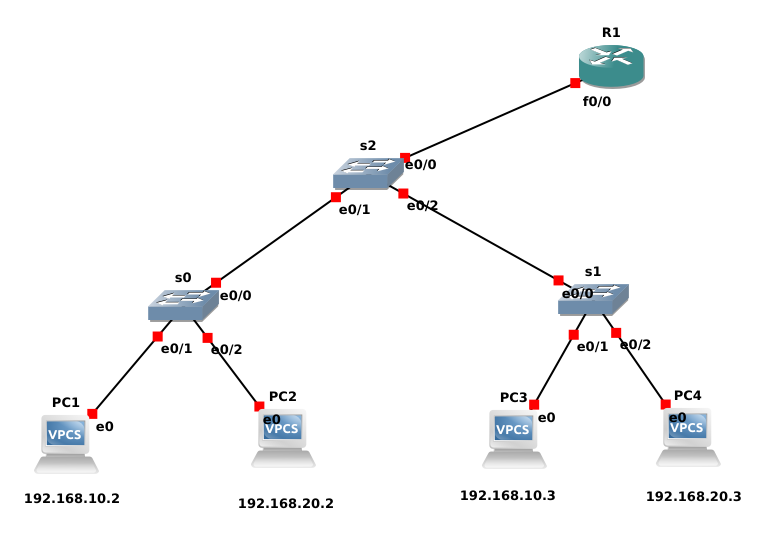 R1
f0/0
s2
e0/0
e0/1
e0/2
s0
e0/0
s1
e0/0
e0/1
e0/2
e0/1
e0/2
PC1
e0
VPCS
PC2
e0
VPCS
PC3
e0
VPCS
PC4
e0
VPCS
192.168.10.2
192.168.20.2
192.168.10.3
192.168.20.3